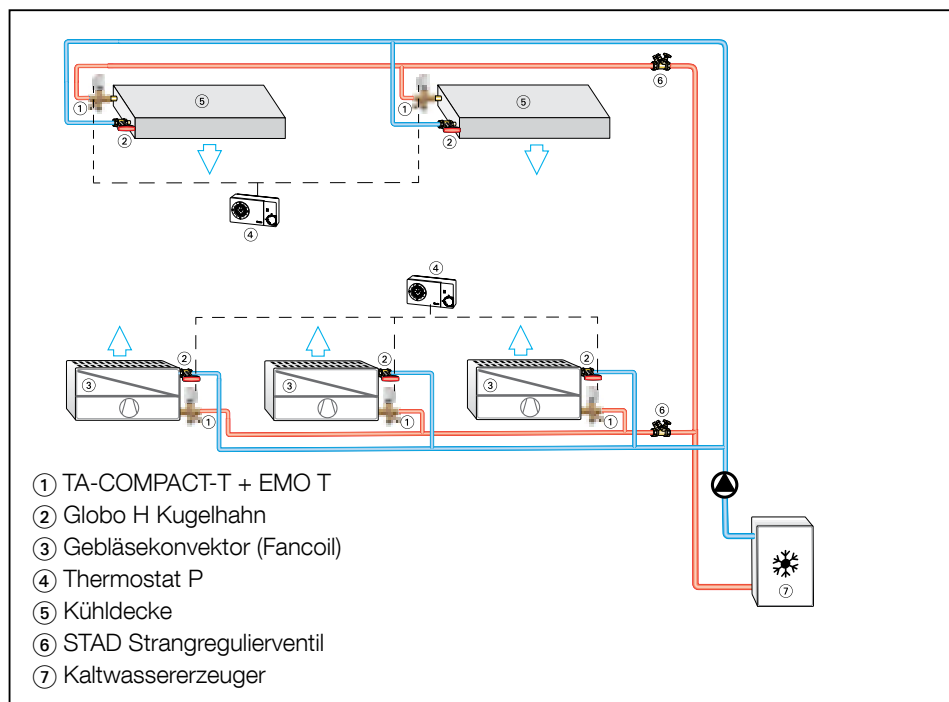 ⑥
① ⑤ ① ⑤
② ②
④
④
② ② ②
③ ③ ③
① ① ① ⑥
① TA-COMPACT-T + EMO T
② Globo H Kugelhahn
③ Gebläsekonvektor (Fancoil)
④ Thermostat P
⑤ Kühldecke
⑥ STAD Strangregulierventil
⑦ Kaltwassererzeuger
⑦